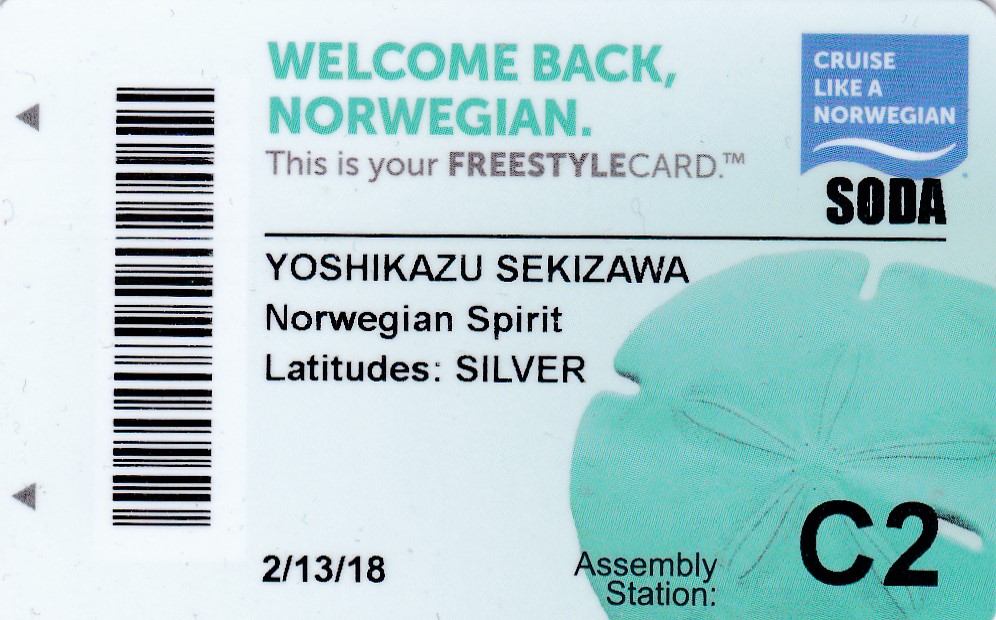 WELCOME BACK,
NORWEGIAN.
This is your FREESTYLECARD.™
CRUISE
LIKE A
NORWEGIAN
SODA
YOSHIKAZU SEKIZAWA
Norwegian Spirit
Latitudes: SILVER
2/13/18
Assembly
Station:
C2